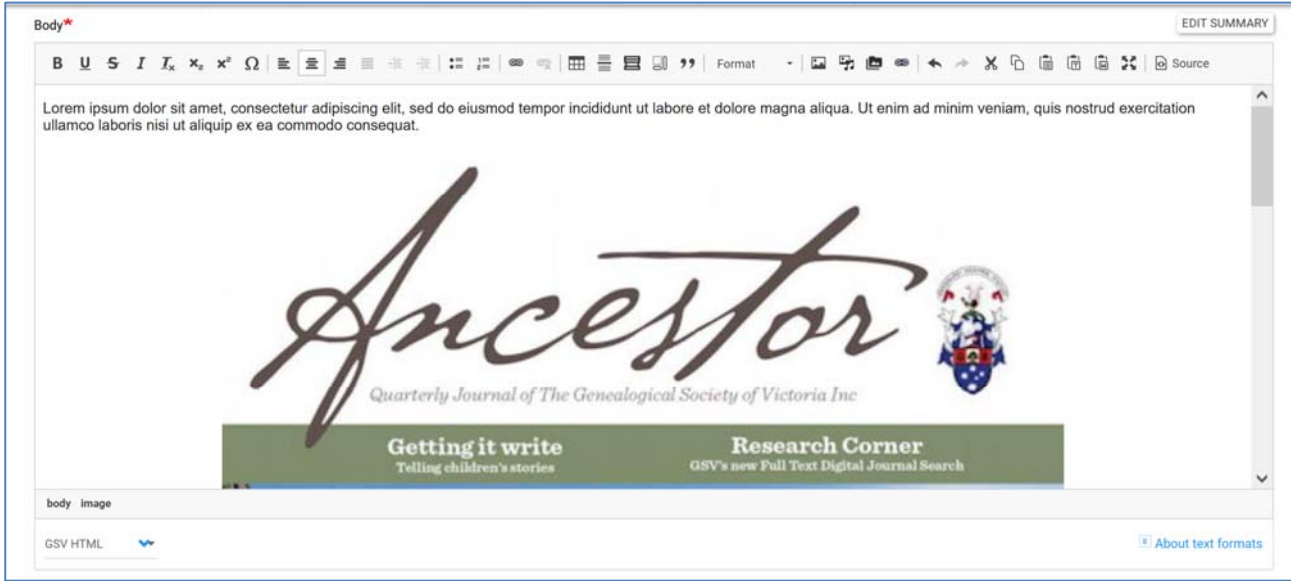 Body*
EDIT SUMMARY
B U S I Tx x₂ x² Ω Format Source
Lorem ipsum dolor sit amet, consectetur adipiscing elit, sed do eiusmod tempor incididunt ut labore et dolore magna aliqua. Ut enim ad minim veniam, quis nostrud exercitation
ullamco laboris nisi ut aliquip ex ea commodo consequat.
Ancestor
Quarterly Journal of The Genealogical Society of Victoria Inc
Getting it write
Telling children's stories
Research Corner
GSV's new Full Text Digital Journal Search
body image
GSV HTML
About text formats